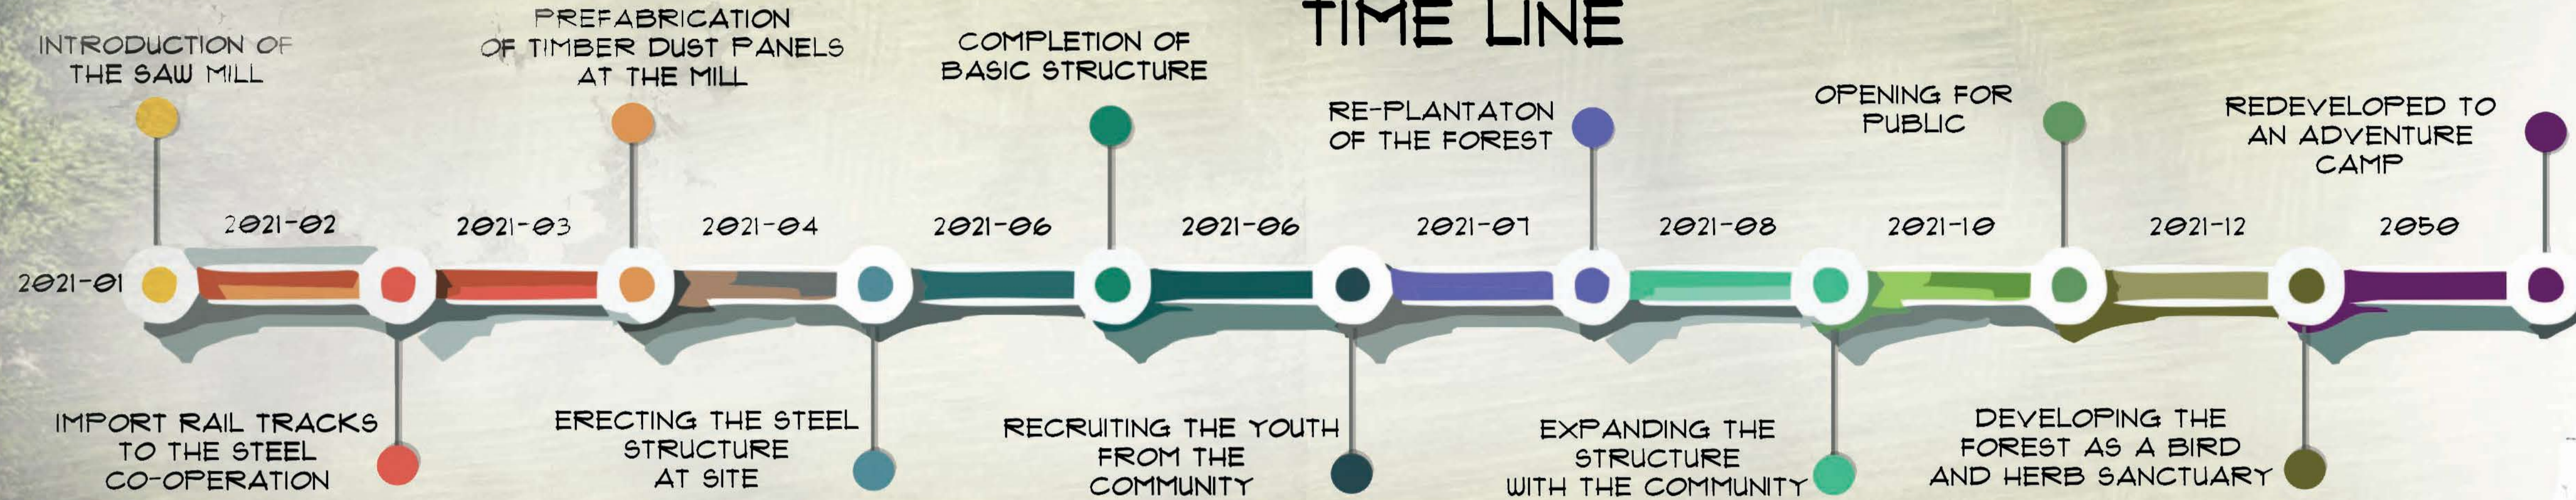 TIME LINE
INTRODUCTION OF
THE SAW MILL
PREFABRICATION
OF TIMBER DUST PANELS
AT THE MILL
COMPLETION OF
BASIC STRUCTURE
RE-PLANTATON
OF THE FOREST
OPENING FOR
PUBLIC
REDEVELOPED TO
AN ADVENTURE
CAMP
2021-01
2021-02
2021-03
2021-04
2021-06
2021-06
2021-07
2021-08
2021-10
2021-12
2050
IMPORT RAIL TRACKS
TO THE STEEL
CO-OPERATION
ERECTING THE STEEL
STRUCTURE
AT SITE
RECRUITING THE YOUTH
FROM THE
COMMUNITY
EXPANDING THE
STRUCTURE
WITH THE COMMUNITY
DEVELOPING THE
FOREST AS A BIRD
AND HERB SANCTUARY